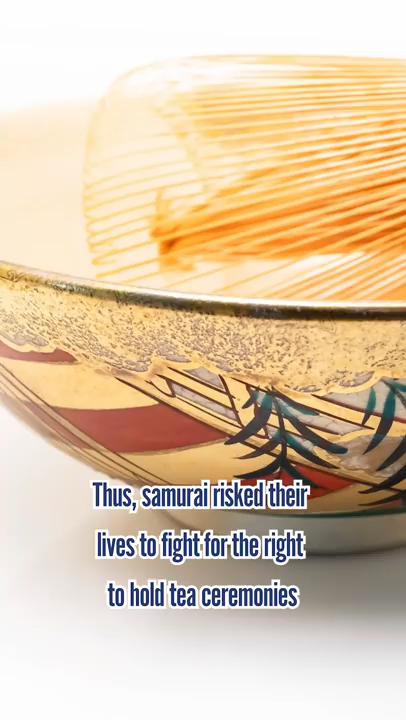 Thus, samurai risked their
lives to fight for the right
to hold tea ceremonies